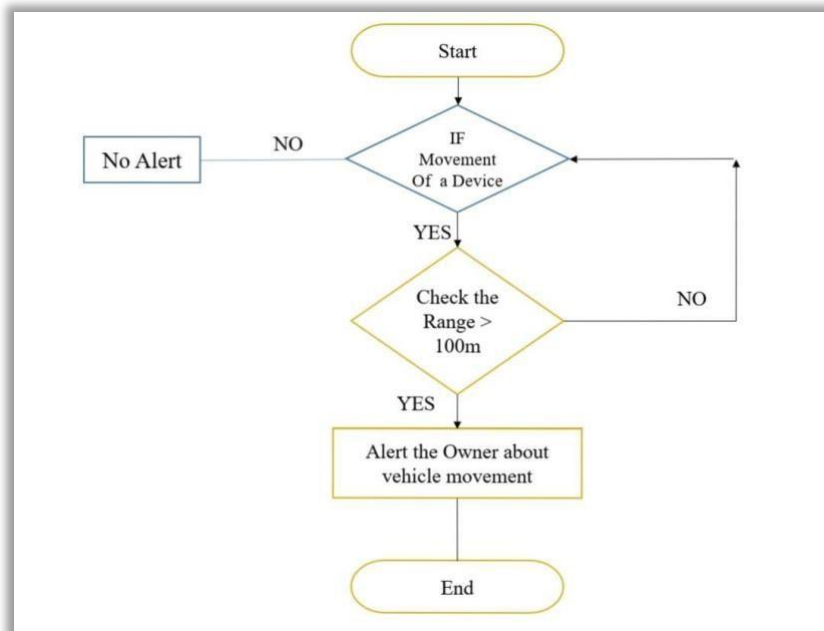 Start
IF
Movement
Of a Device
NO
No Alert
YES
Check the
Range >
100m
NO
YES
Alert the Owner about
vehicle movement
End